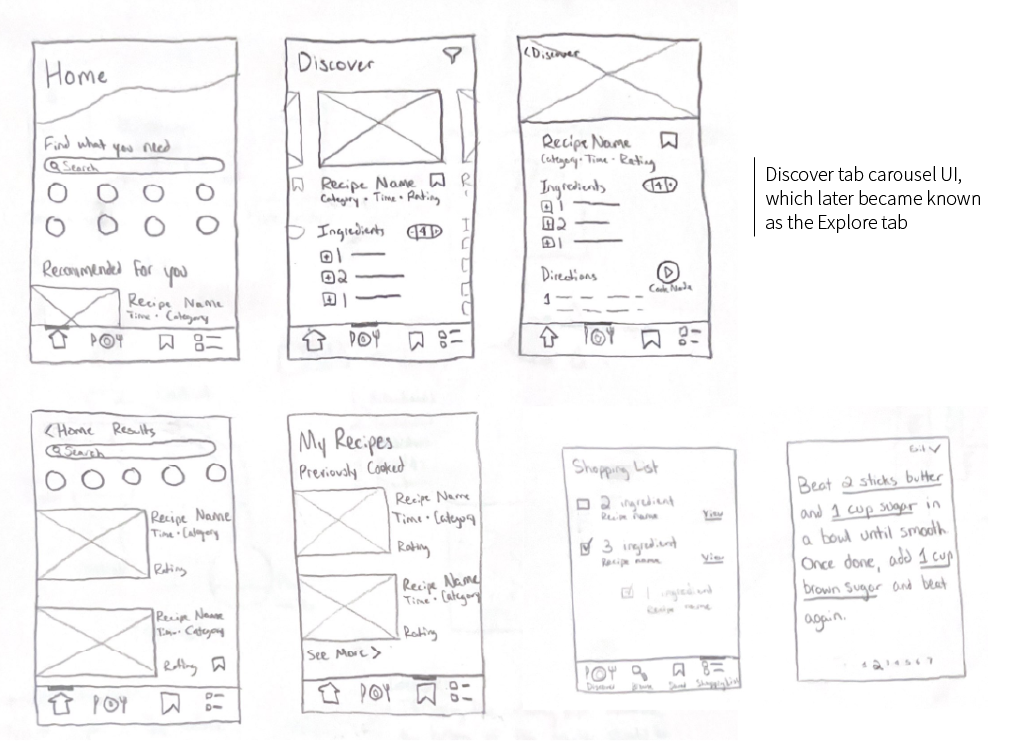 Home
Find what you need
Search
Recommended For you
Recipe Name
Time · Category
Discover
Recipe Name
Category · Time · Rating
Ingredients 4
1
2
1
R
I
<Discover
Recipe Name
Category · Time · Rating
Ingredients 4
1
2
1
Directions
1
Discover tab carousel UI,
which later became known
as the Explore tab
<Home Results
Search
Recipe Name
Time · Category
Rating
Recipe Name
Time · Category
Rating
My Recipes
Previously Cooked
Recipe Name
Time · Category
Rating
Recipe Name
Time · Category
Rating
See More >
Shopping List
2 ingredient
Recipe name View
3 ingredient
Recipe name View
1 ingredient
Recipe name
Discover Saved Shopping List
Exit
Beat 2 sticks butter
and 1 cup sugar in
a bowl until smooth
Once done, add 1 cup
brown sugar and beat
again.
2 3 4 5 6 7